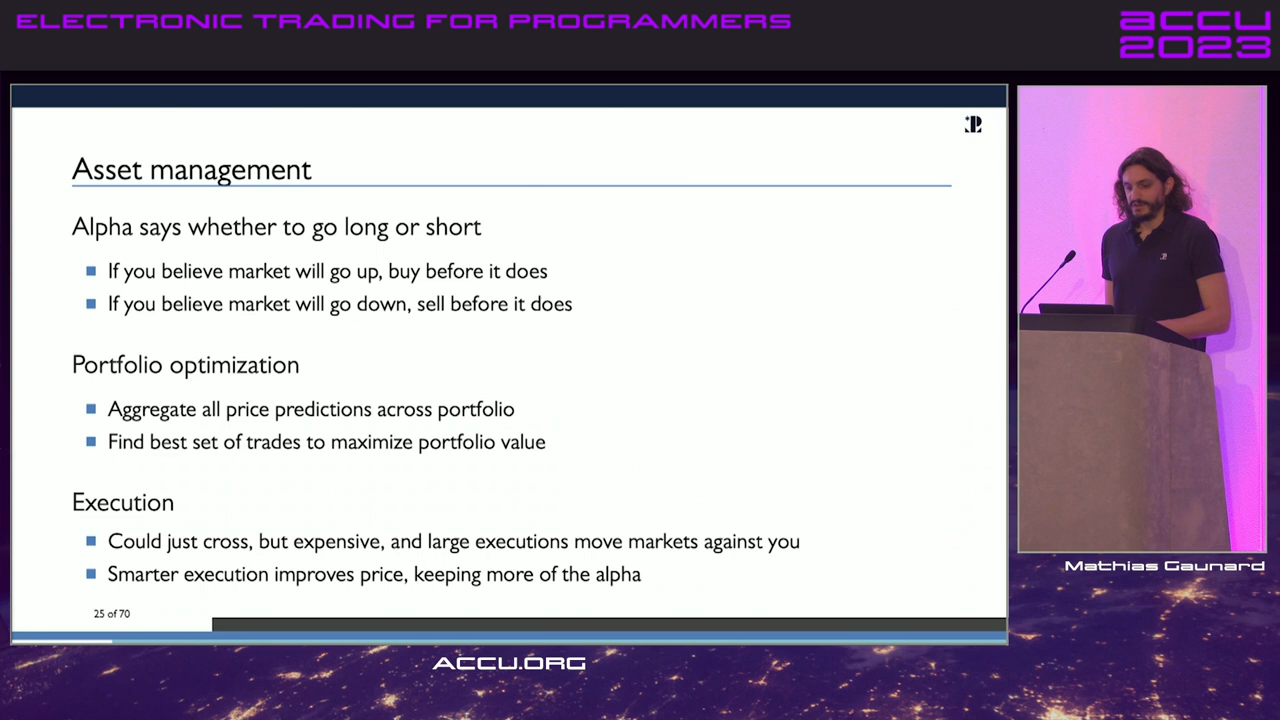 ELECTRONIC TRADING FOR PROGRAMMERS
accu
2023
Asset management
Alpha says whether to go long or short
If you believe market will go up, buy before it does
If you believe market will go down, sell before it does
Portfolio optimization
Aggregate all price predictions across portfolio
Find best set of trades to maximize portfolio value
Execution
Could just cross, but expensive, and large executions move markets against you
Smarter execution improves price, keeping more of the alpha
25 of 70
Mathias Gaunard
ACCU.ORG